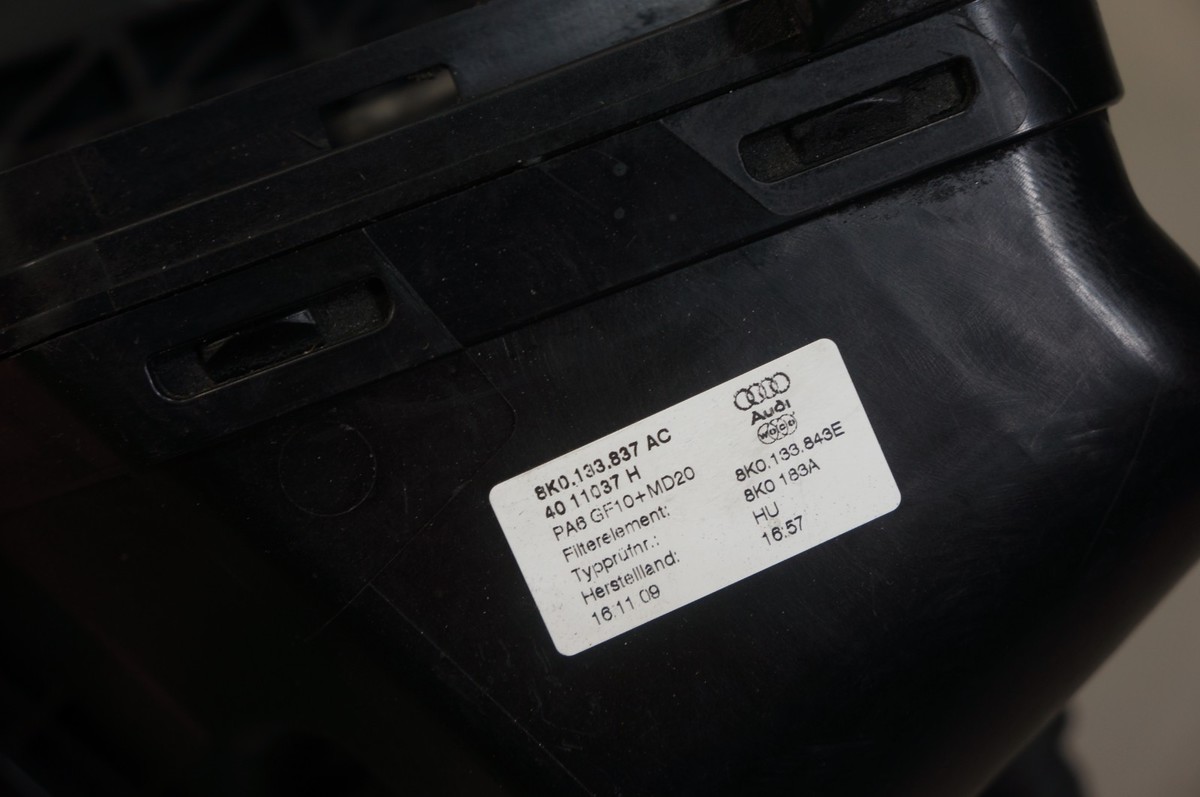 Audi
8K0.133.837 AC
40 11037 H
PA6 GF10+MD20
Filterelement: 8K0.133.843E
Typprüfnr.: 8K0 183A
Herstellland: HU
16.11.09 16:57